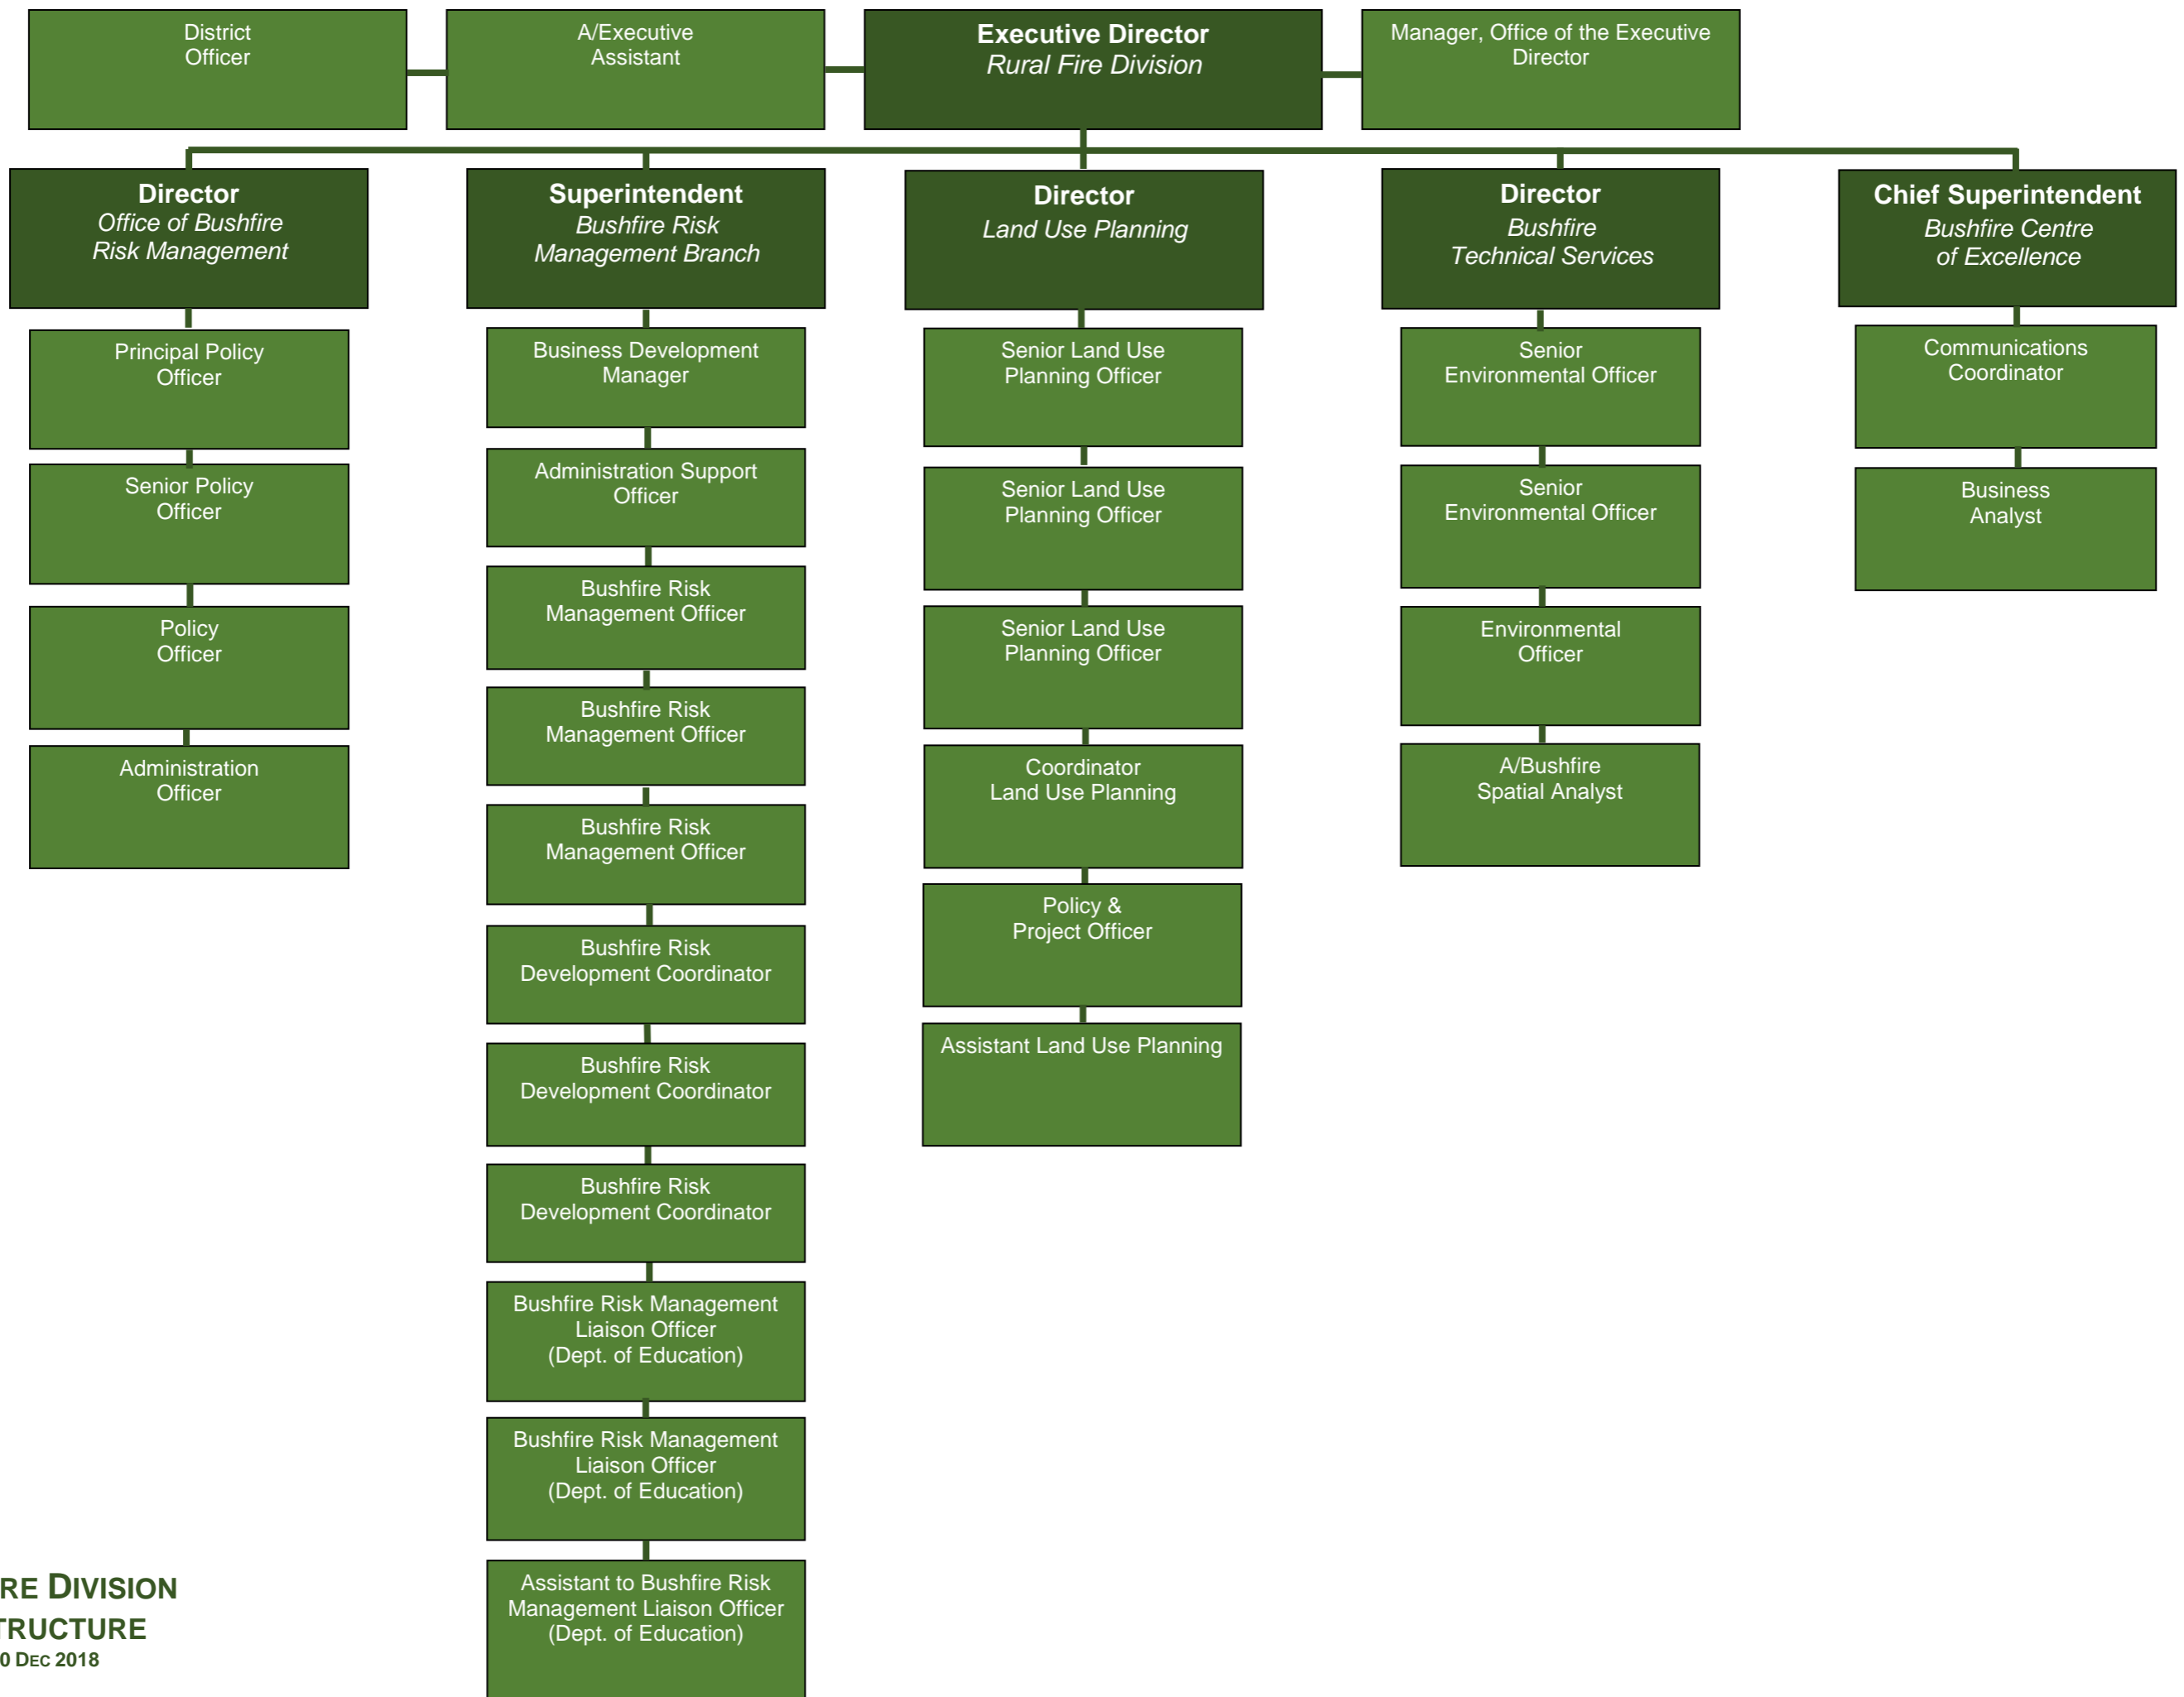 District
Officer
A/Executive
Assistant
Executive Director
Rural Fire Division
Manager, Office of the Executive
Director
Director
Office of Bushfire
Risk Management
Principal Policy
Officer
Senior Policy
Officer
Policy
Officer
Administration
Officer
Superintendent
Bushfire Risk
Management Branch
Business Development
Manager
Administration Support
Officer
Bushfire Risk
Management Officer
Bushfire Risk
Management Officer
Bushfire Risk
Management Officer
Bushfire Risk
Development Coordinator
Bushfire Risk
Development Coordinator
Bushfire Risk
Development Coordinator
Bushfire Risk Management
Liaison Officer
(Dept. of Education)
Bushfire Risk Management
Liaison Officer
(Dept. of Education)
Assistant to Bushfire Risk
Management Liaison Officer
(Dept. of Education)
Director
Land Use Planning
Senior Land Use
Planning Officer
Senior Land Use
Planning Officer
Senior Land Use
Planning Officer
Coordinator
Land Use Planning
Policy &
Project Officer
Assistant Land Use Planning
Director
Bushfire
Technical Services
Senior
Environmental Officer
Senior
Environmental Officer
Environmental
Officer
A/Bushfire
Spatial Analyst
Chief Superintendent
Bushfire Centre
of Excellence
Communications
Coordinator
Business
Analyst
RE DIVISION
TRUCTURE
0 DEC 2018